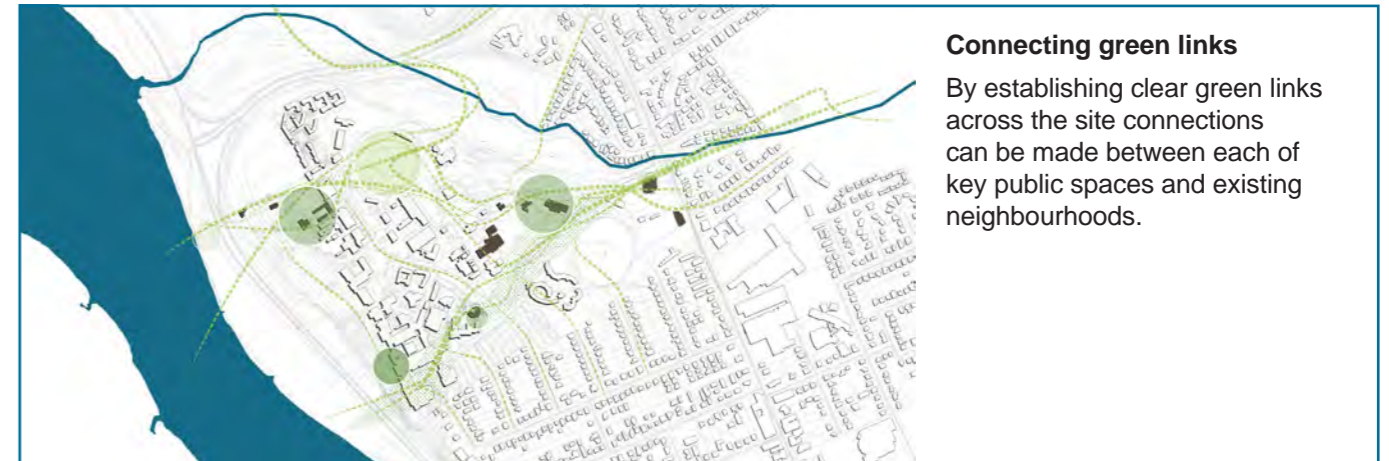 Connecting green links
By establishing clear green links
across the site connections
can be made between each of
key public spaces and existing
neighbourhoods.